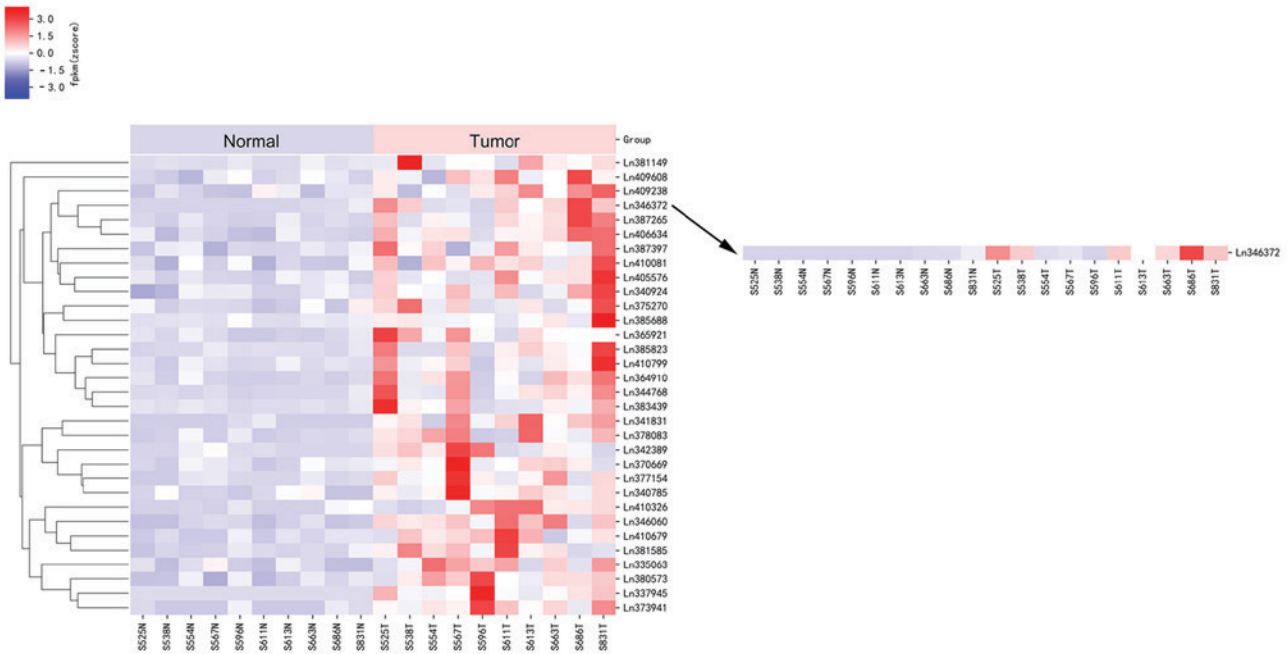 3.0
1.5
0.0
-1.5
-3.0
fpkm(zscore)
Normal
Tumor
Group
Ln381149
Ln409608
Ln409238
Ln346372
Ln387265
Ln406634
Ln387397
Ln410081
Ln405576
Ln340924
Ln375270
Ln385688
Ln365921
Ln385823
Ln410799
Ln364910
Ln344768
Ln383439
Ln341831
Ln378083
Ln342389
Ln370669
Ln377154
Ln340785
Ln410326
Ln346060
Ln410679
Ln381585
Ln335063
Ln380573
Ln337945
Ln373941
S525N S538N S554N S567N S596N S611N S613N S663N S686N S831N S525T S538T S554T S567T S596T S611T S613T S663T S686T S831T
Ln346372
S525N S538N S554N S567N S596N S611N S613N S663N S686N S831N S525T S538T S554T S567T S596T S611T S613T S663T S686T S831T